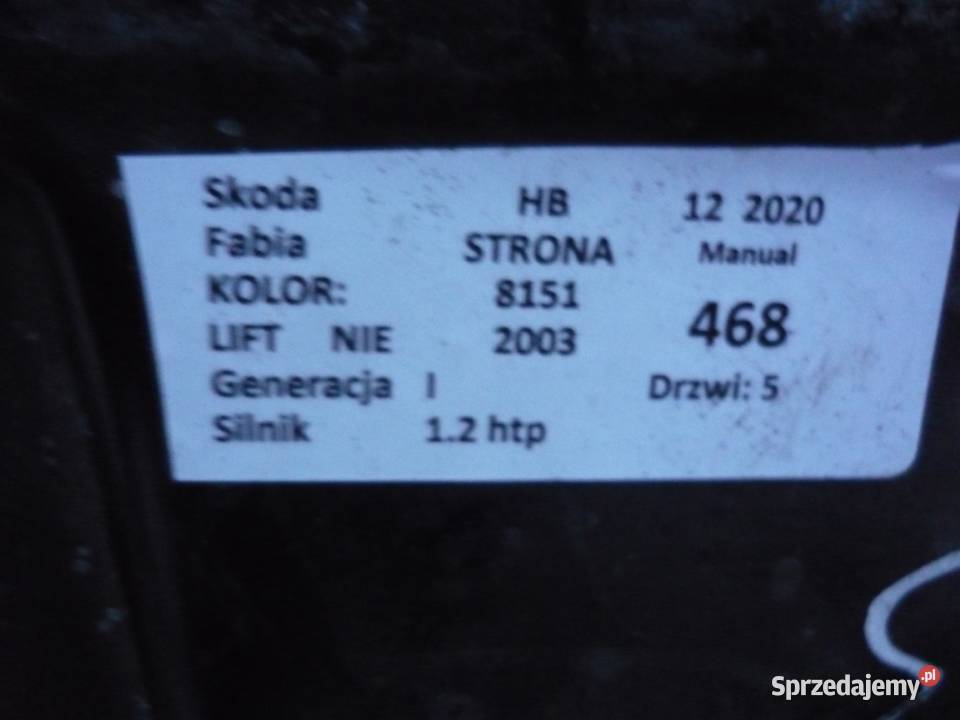 Skoda HB 12 2020
Fabia STRONA Manual
KOLOR: 8151
LIFT NIE 2003 468
Generacja I Drzwi: 5
Silnik 1.2 htp
Sprzedajemy.pl